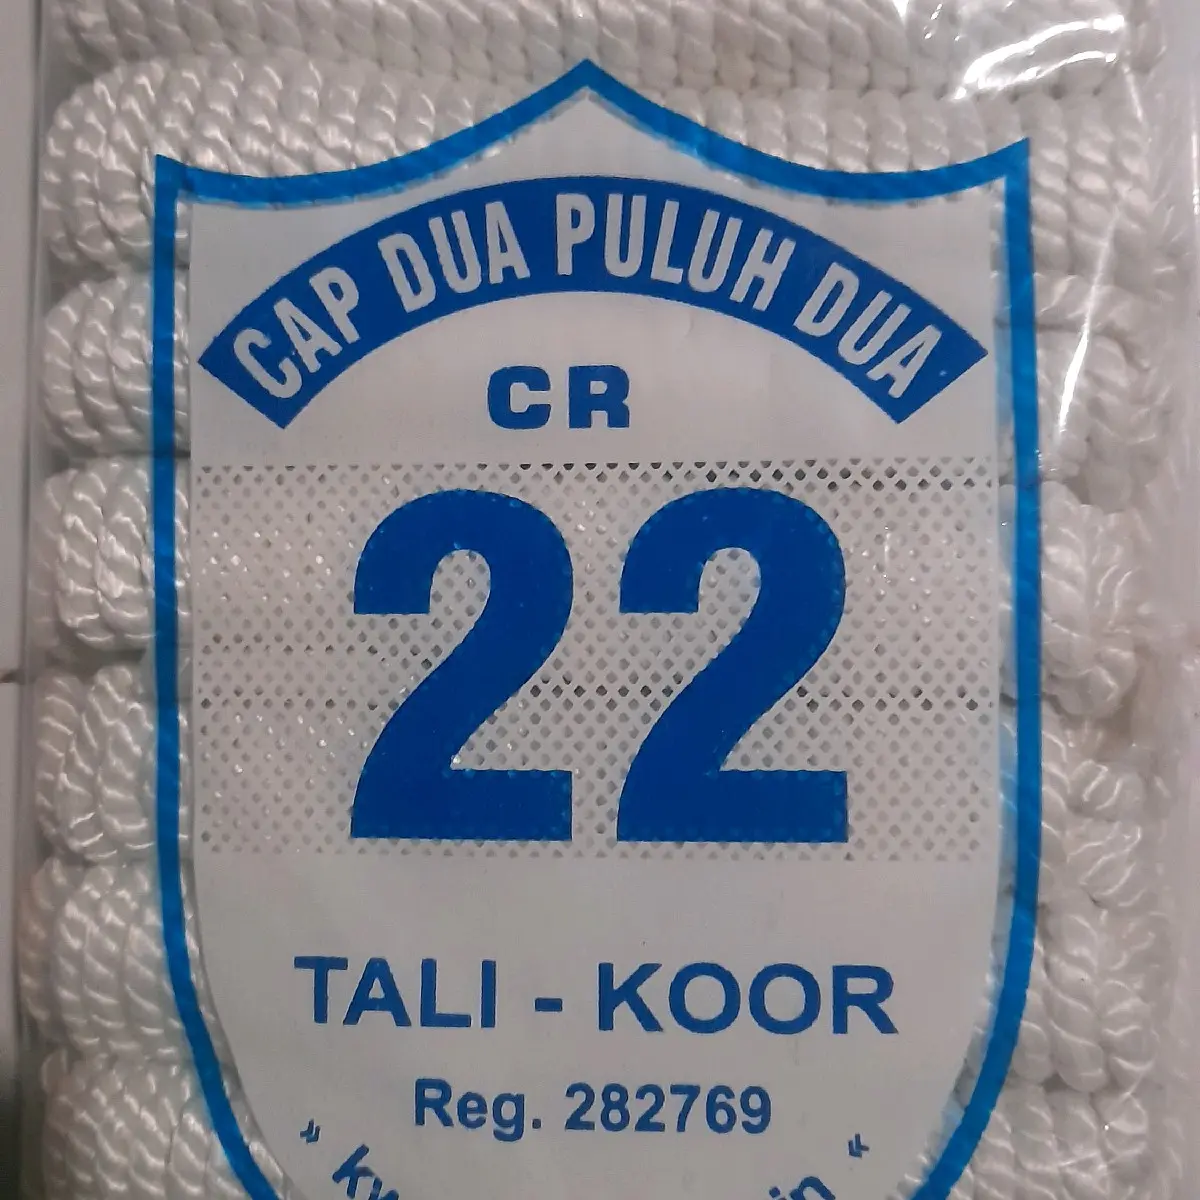 CAP DUA PULUH DUA
CR
22
TALI - KOOR
Reg. 282769